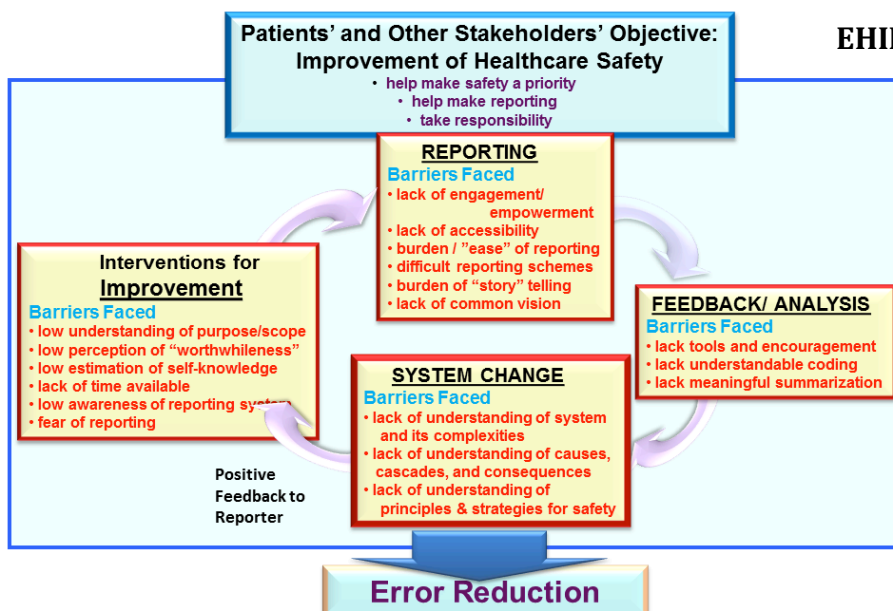 Patients' and Other Stakeholders' Objective:
Improvement of Healthcare Safety
• help make safety a priority
• help make reporting
• take responsibility
REPORTING
Barriers Faced
• lack of engagement/
empowerment
• lack of accessibility
• burden / "ease" of reporting
• difficult reporting schemes
• burden of "story" telling
• lack of common vision
FEEDBACK/ ANALYSIS
Barriers Faced
• lack tools and encouragement
• lack understandable coding
• lack meaningful summarization
SYSTEM CHANGE
Barriers Faced
• lack of understanding of system
and its complexities
• lack of understanding of causes,
cascades, and consequences
• lack of understanding of
principles & strategies for safety
Interventions for
Improvement
Barriers Faced
• low understanding of purpose/scope
• low perception of "worthwhileness"
• low estimation of self-knowledge
• lack of time available
• low awareness of reporting system
• fear of reporting
Positive
Feedback to
Reporter
Error Reduction